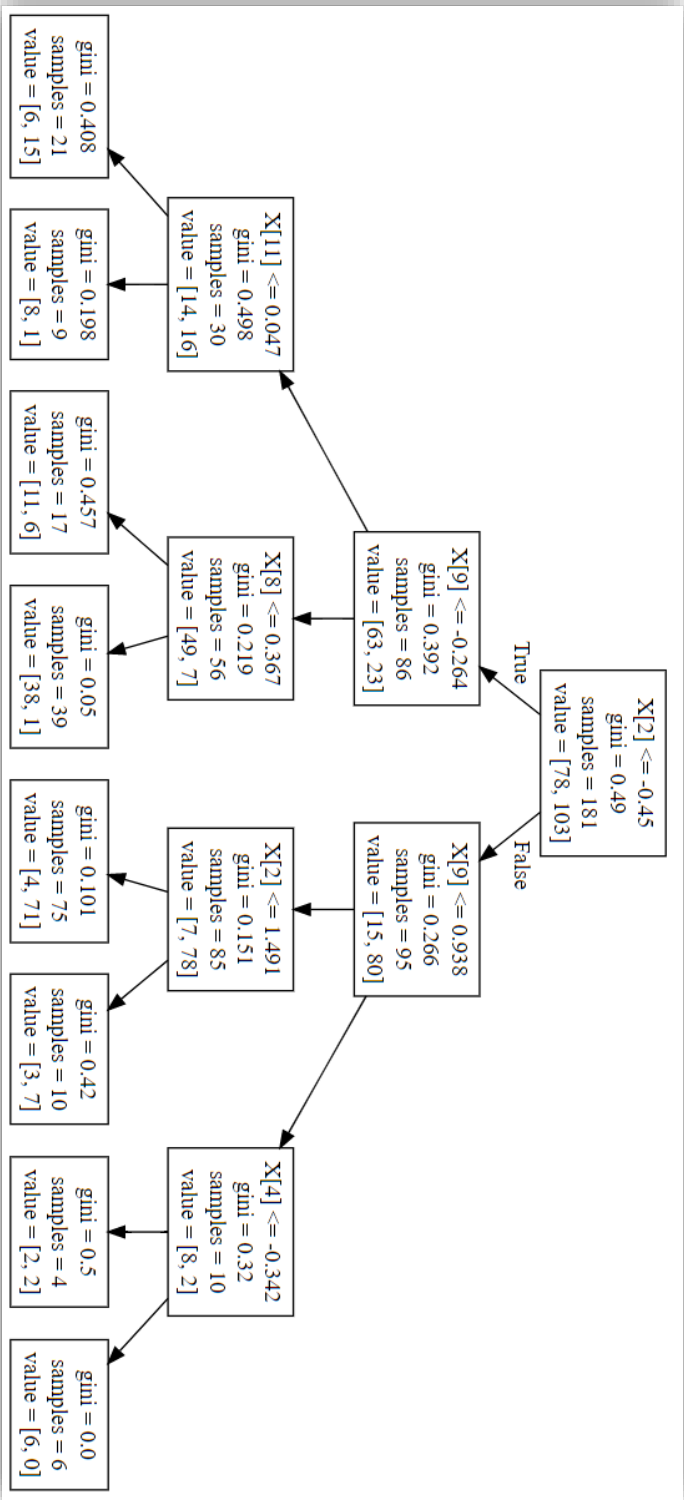 X[2] <= -0.45
gini = 0.49
samples = 181
value = [78, 103]
True
False
X[9] <= -0.264
gini = 0.392
samples = 86
value = [63, 23]
X[9] <= 0.938
gini = 0.266
samples = 95
value = [15, 80]
X[11] <= 0.047
gini = 0.498
samples = 30
value = [14, 16]
X[8] <= 0.367
gini = 0.219
samples = 56
value = [49, 7]
X[2] <= 1.491
gini = 0.151
samples = 85
value = [7, 78]
X[4] <= -0.342
gini = 0.32
samples = 10
value = [8, 2]
gini = 0.408
samples = 21
value = [6, 15]
gini = 0.198
samples = 9
value = [8, 1]
gini = 0.457
samples = 17
value = [11, 6]
gini = 0.05
samples = 39
value = [38, 1]
gini = 0.101
samples = 75
value = [4, 71]
gini = 0.42
samples = 10
value = [3, 7]
gini = 0.5
samples = 4
value = [2, 2]
gini = 0.0
samples = 6
value = [6, 0]